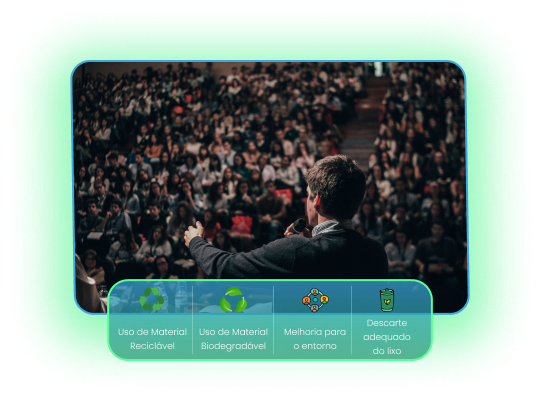 Uso de Material
Reciclável
Uso de Material
Biodegradável
Melhoria para
o entorno
Descarte
adequado
do lixo